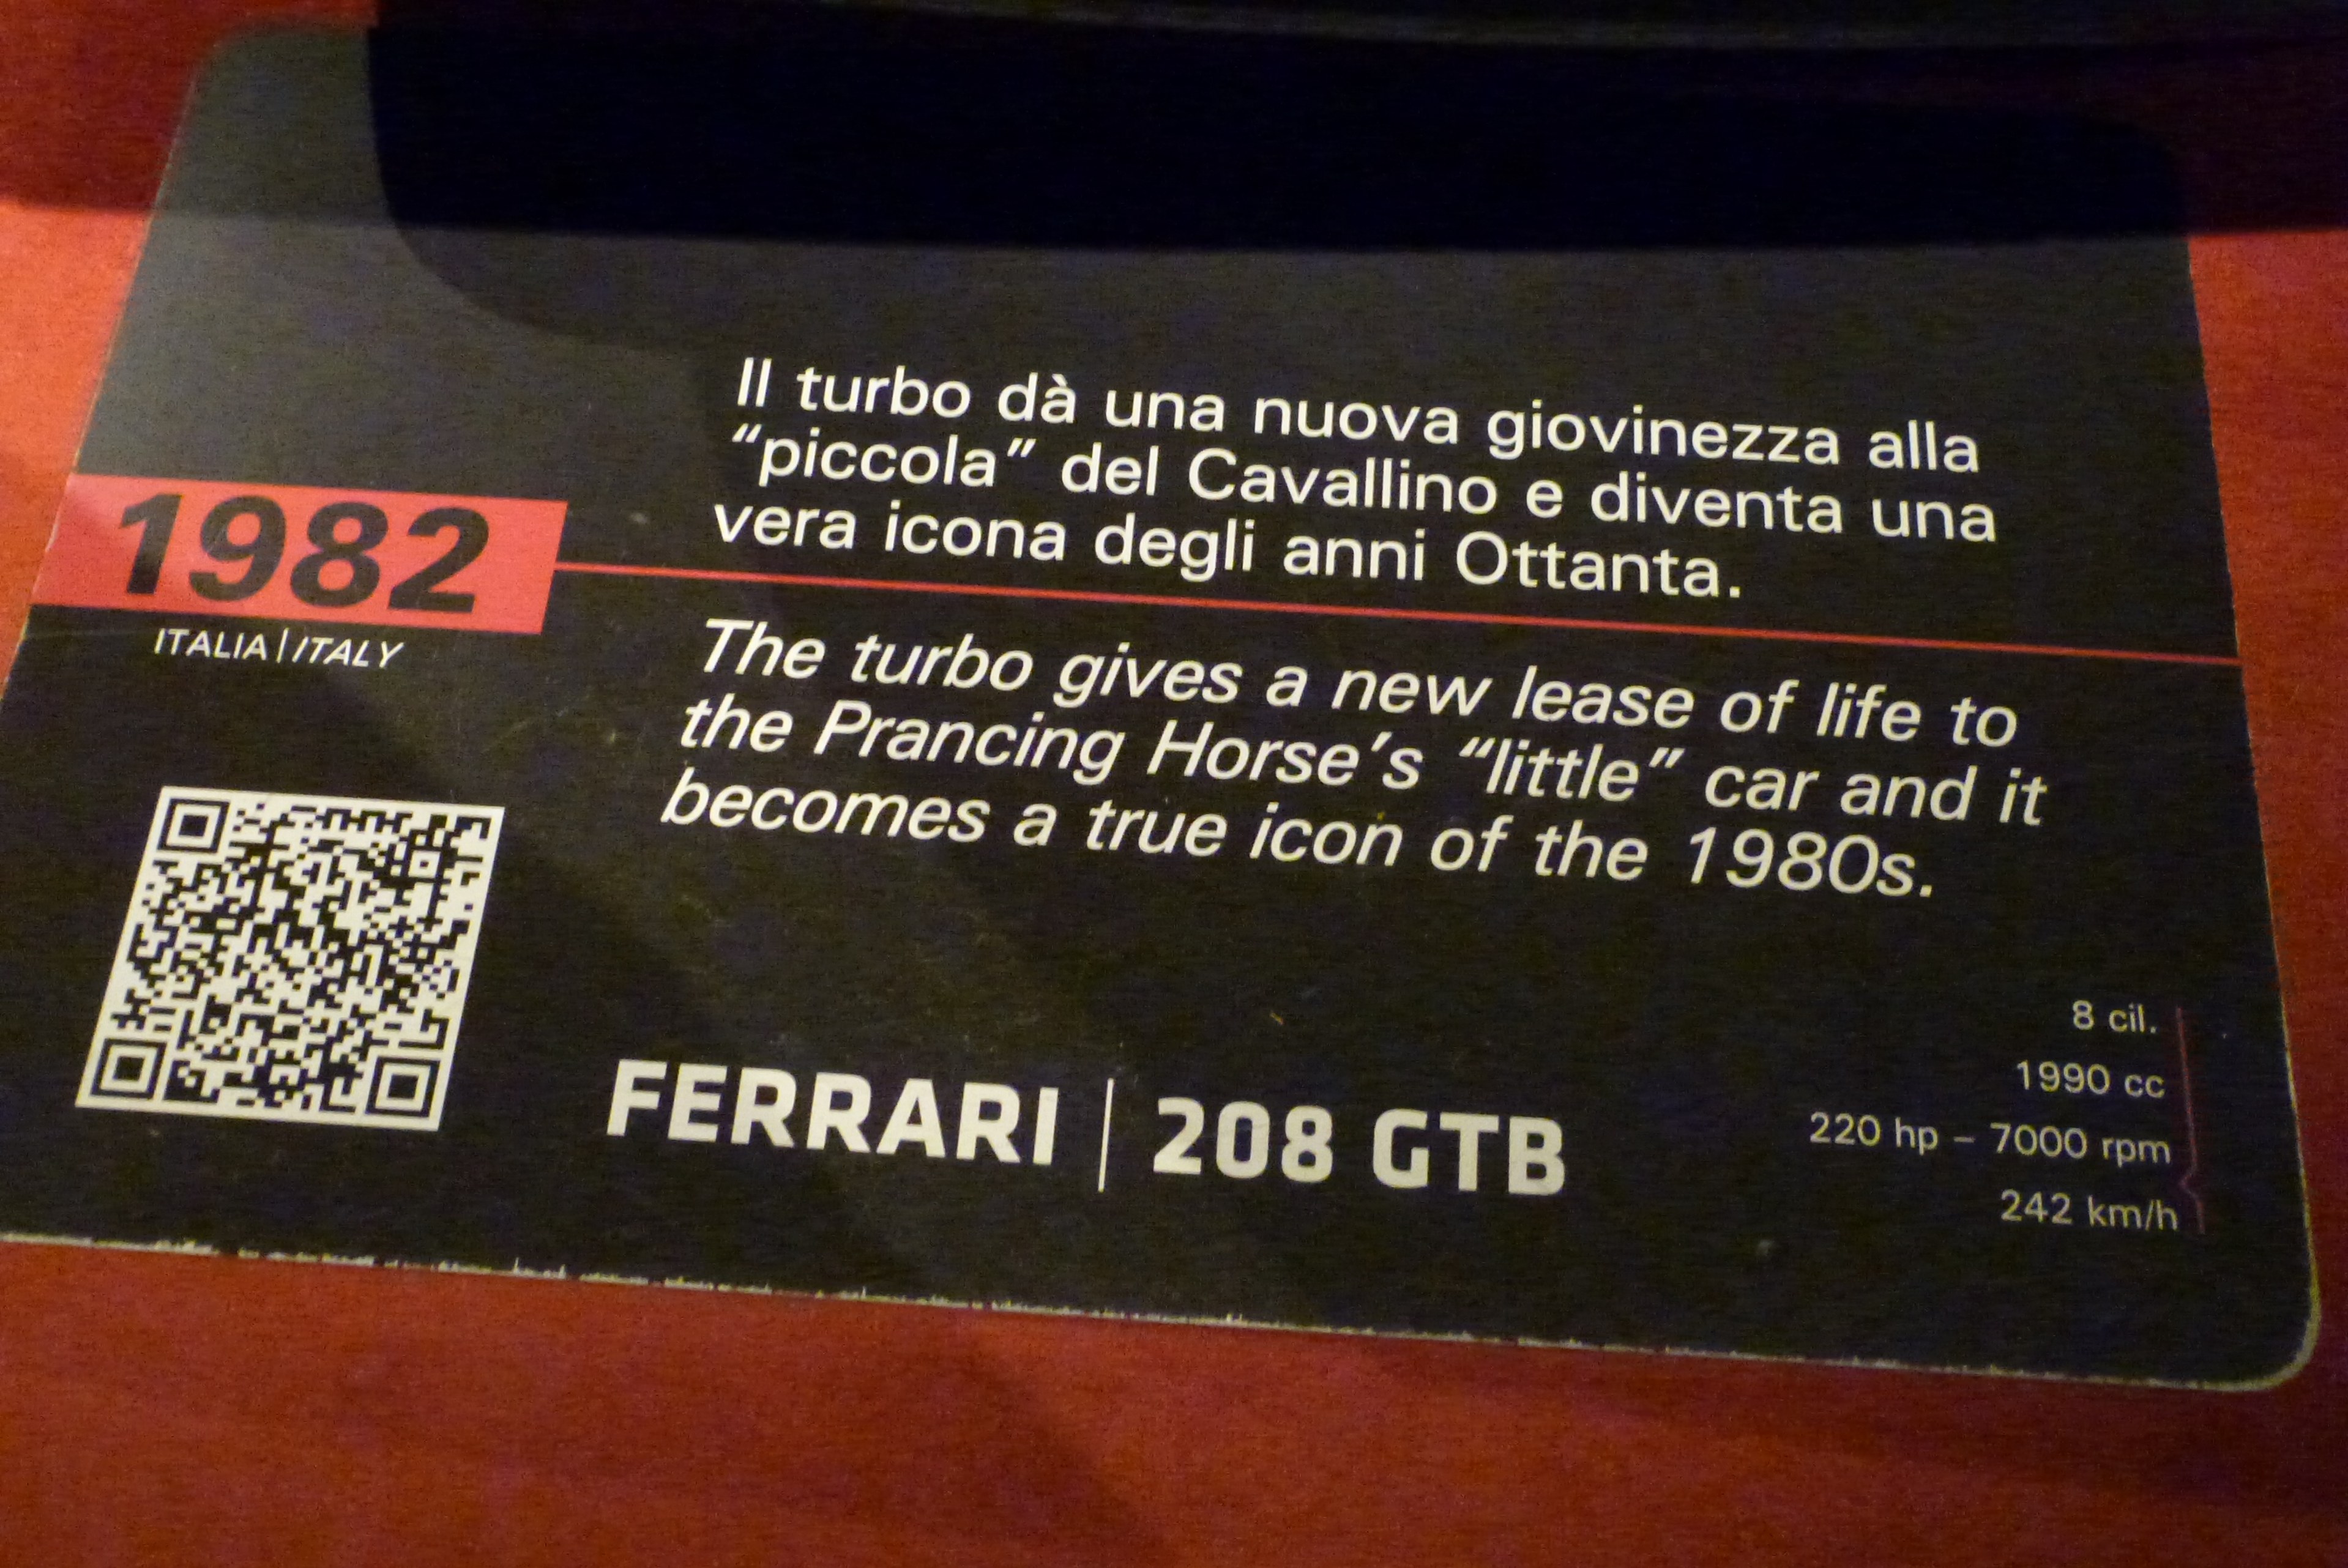 Il turbo dà una nuova giovinezza alla
“piccola” del Cavallino e diventa una
vera icona degli anni Ottanta.
1982
ITALIA | ITALY
The turbo gives a new lease of life to
the Prancing Horse’s “little” car and it
becomes a true icon of the 1980s.
FERRARI | 208 GTB
8 cil.
1990 cc
220 hp – 7000 rpm
242 km/h